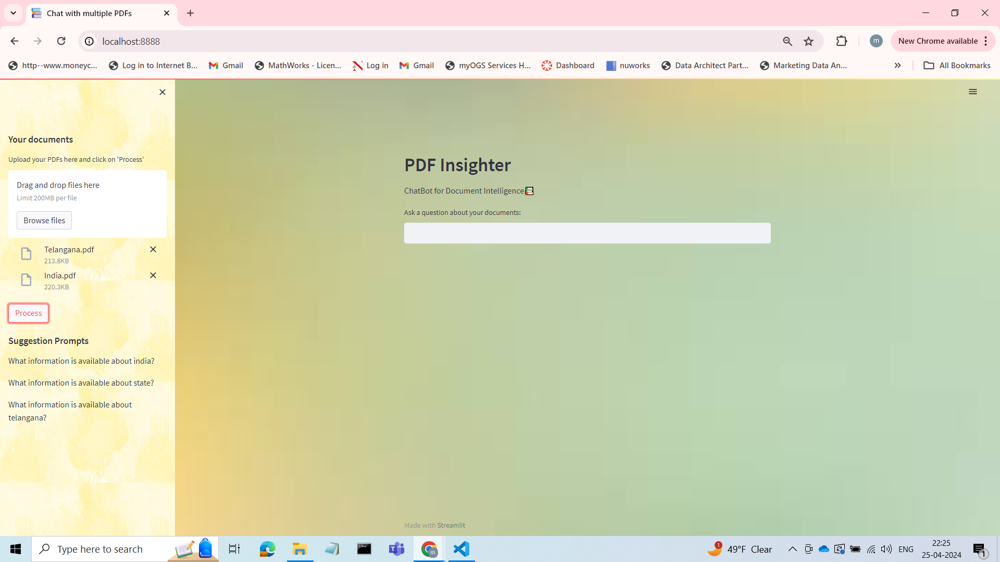 Chat with multiple PDFs
localhost:8888
m
New Chrome available
http--www.moneyc...
Log in to Internet B...
Gmail
MathWorks - Licen...
Log in
Gmail
myOGS Services H...
Dashboard
nuworks
Data Architect Part...
Marketing Data An...
All Bookmarks
Your documents
Upload your PDFs here and click on 'Process'
Drag and drop files here
Limit 200MB per file
Browse files
Telangana.pdf
213.8KB
India.pdf
220.3KB
Process
Suggestion Prompts
What information is available about india?
What information is available about state?
What information is available about
telangana?
PDF Insighter
ChatBot for Document Intelligence
Ask a question about your documents:
Made with Streamlit
Type here to search
m
1
49°F Clear
ENG
22:25
25-04-2024
1